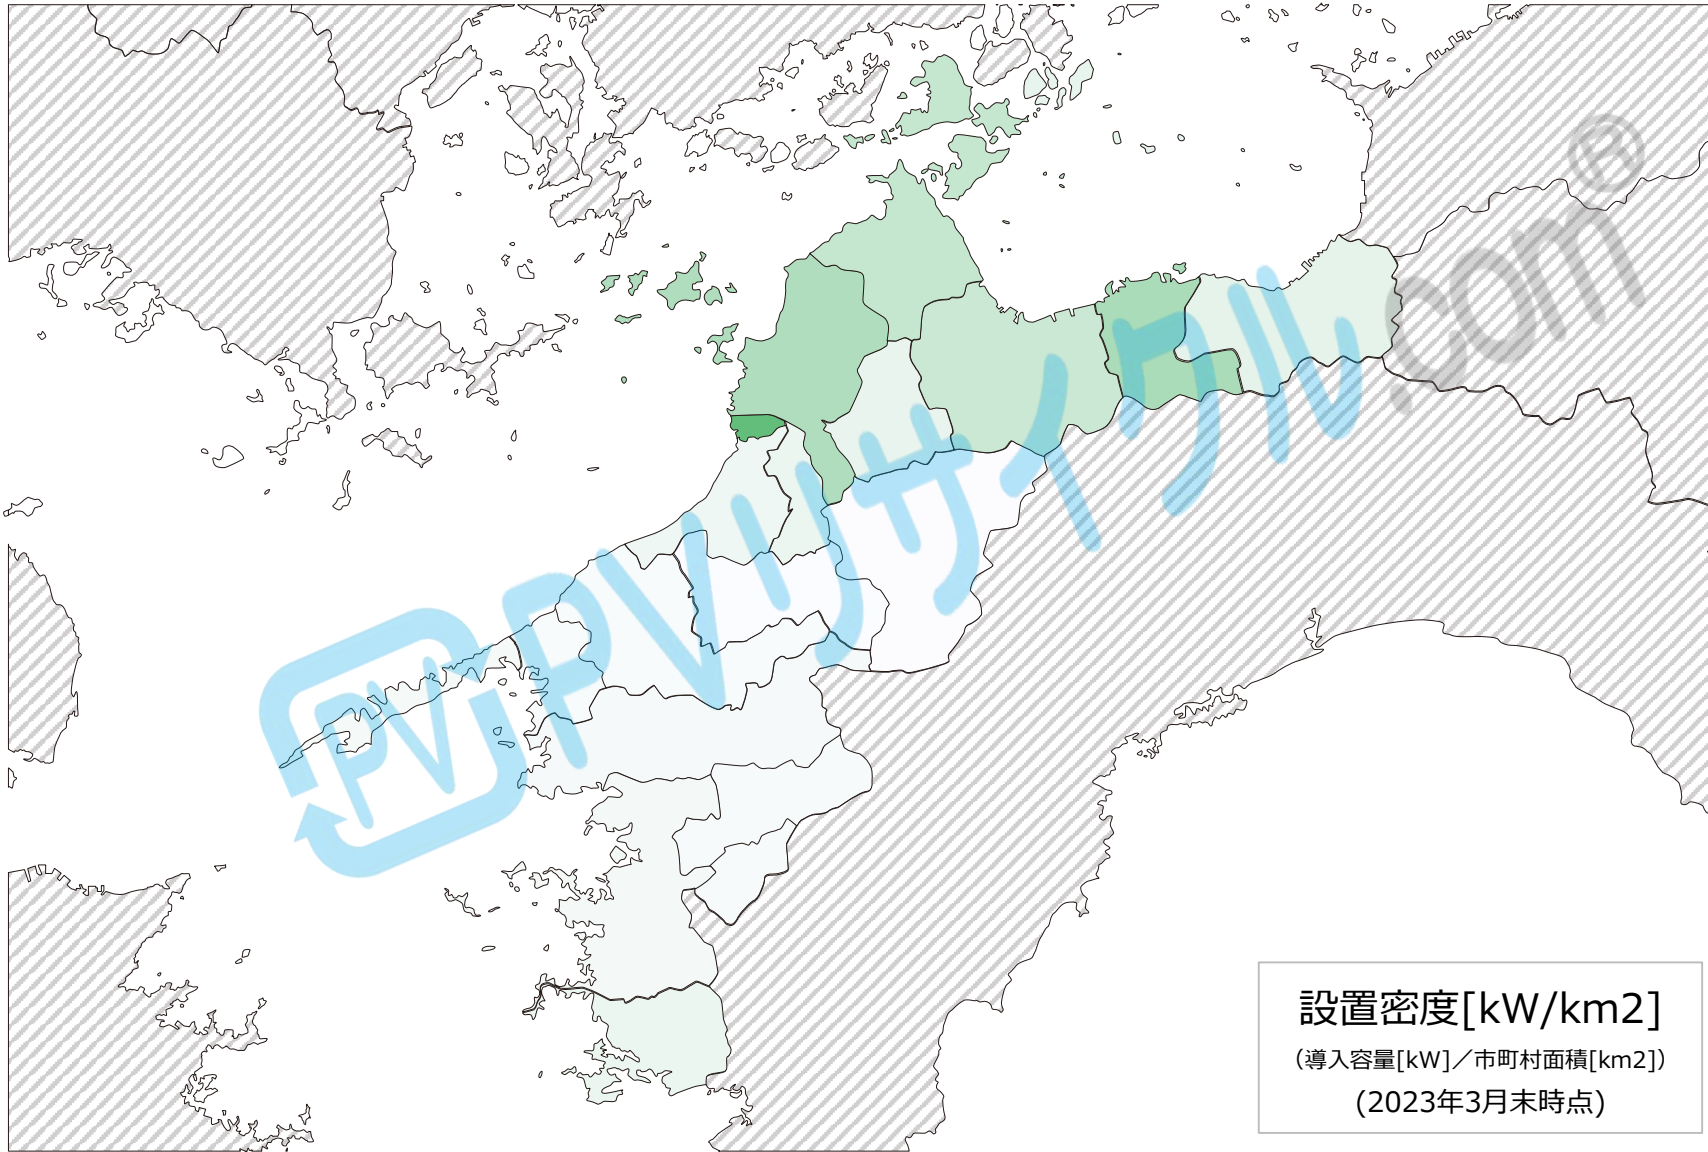 PV PVリサイクル.com®
設置密度[kW/km2]
（導入容量[kW]／市町村面積[km2]）
(2023年3月末時点)